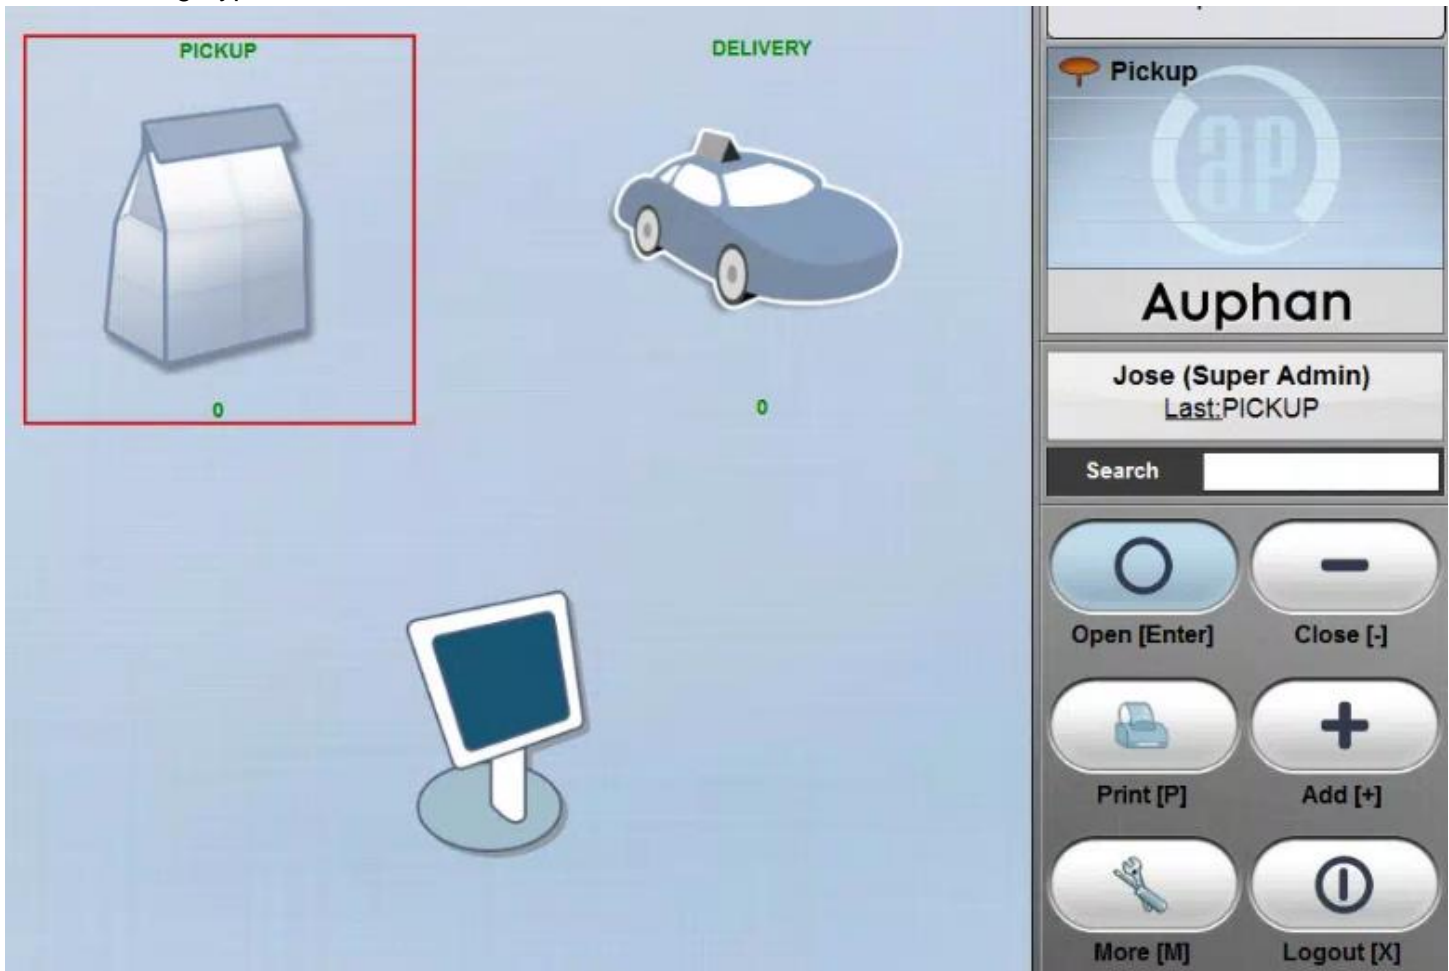 PICKUP
DELIVERY
0
0
Pickup
ap
Auphan
Jose (Super Admin)
Last:PICKUP
Search
Open [Enter]
Close [-]
Print [P]
Add [+]
More [M]
Logout [X]